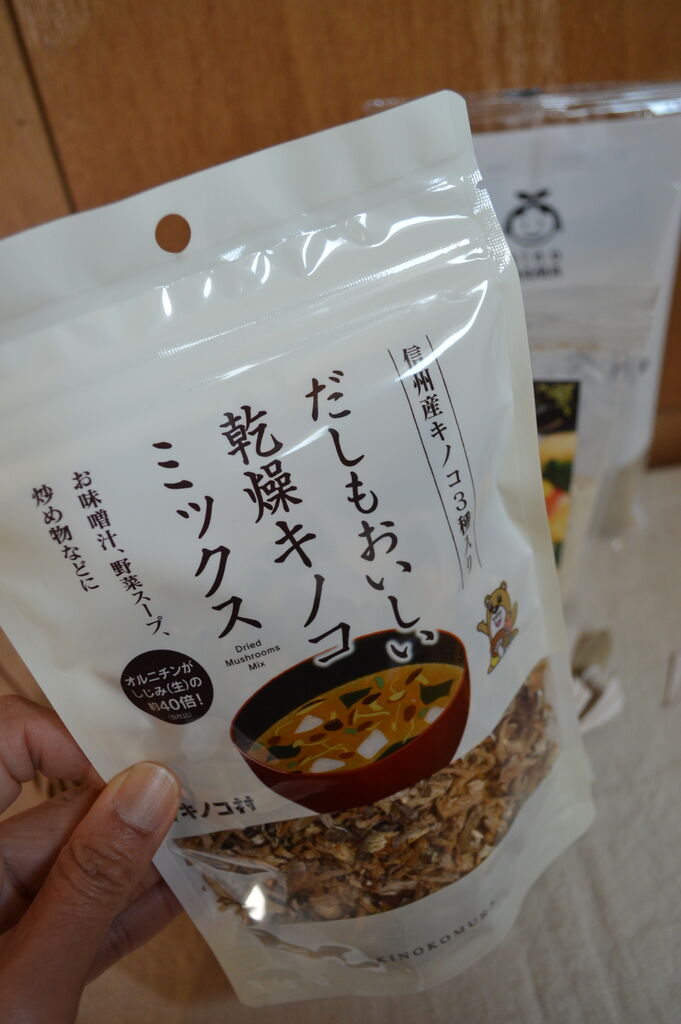 信州産キノコ3種入り
だしもおいしい
乾燥キノコ
ミックス
Dried
Mushrooms
Mix
お味噌汁、野菜スープ、
炒め物などに
オルニチンが
しじみ(生)の
約40倍!
(当社比)
キノコ村
KINOKOMURA